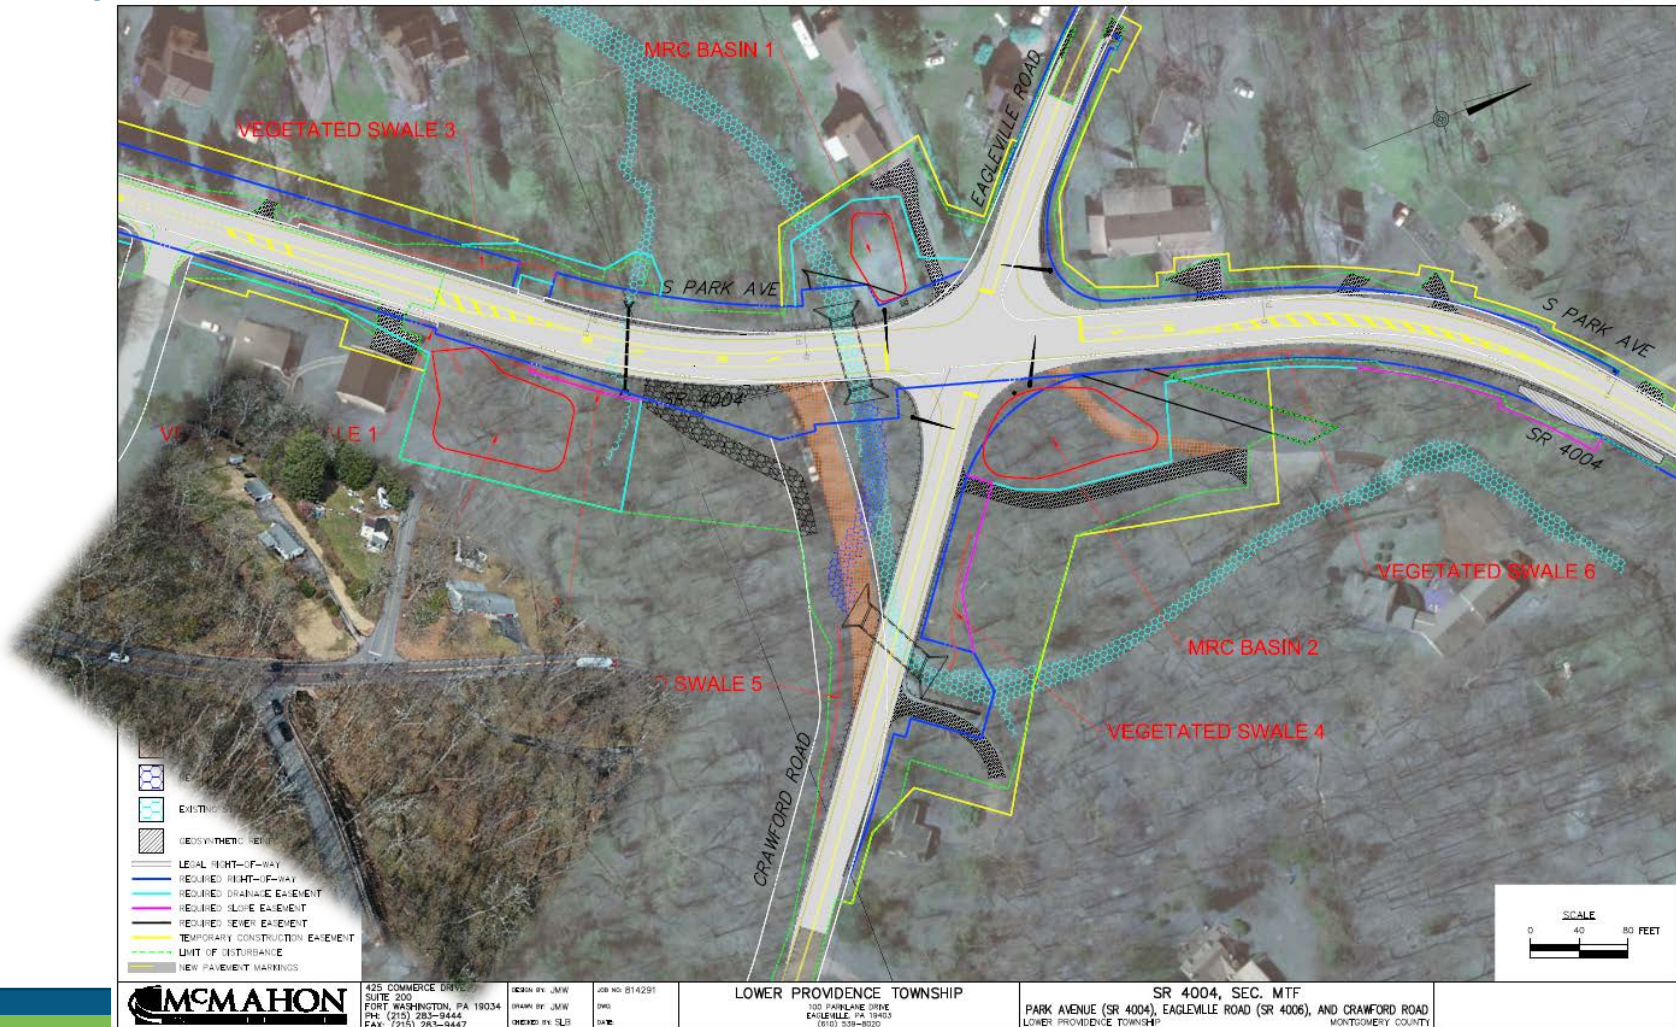 MRC BASIN 1
EAGLEVILLE ROAD
VEGETATED SWALE 3
S PARK AVE
S PARK AVE
SR 4004
SR 4004
VEGETATED SWALE 6
MRC BASIN 2
SWALE 5
VEGETATED SWALE 4
CRAWFORD ROAD
EXISTING
GEOSYNTHETIC
LEGAL RIGHT-OF-WAY
REQUIRED RIGHT-OF-WAY
REQUIRED DRAINAGE EASEMENT
REQUIRED SLOPE EASEMENT
REQUIRED SEWER EASEMENT
TEMPORARY CONSTRUCTION EASEMENT
LIMIT OF DISTURBANCE
NEW PAVEMENT MARKINGS
SCALE
0 40 80 FEET
McMAHON
425 COMMERCE DRIVE
SUITE 200
FORT WASHINGTON, PA 19034
PH: (215) 283-9444
FAX: (215) 283-9447
DESIGN BY: JMW
DRAWN BY: JMW
CHECKED BY: SLB
JOB NO: 814291
DWG:
DATE:
LOWER PROVIDENCE TOWNSHIP
100 PARKLANE DRIVE
EAGLEVILLE, PA 19403
(610) 539-8020
SR 4004, SEC. MTF
PARK AVENUE (SR 4004), EAGLEVILLE ROAD (SR 4006), AND CRAWFORD ROAD
LOWER PROVIDENCE TOWNSHIP MONTGOMERY COUNTY